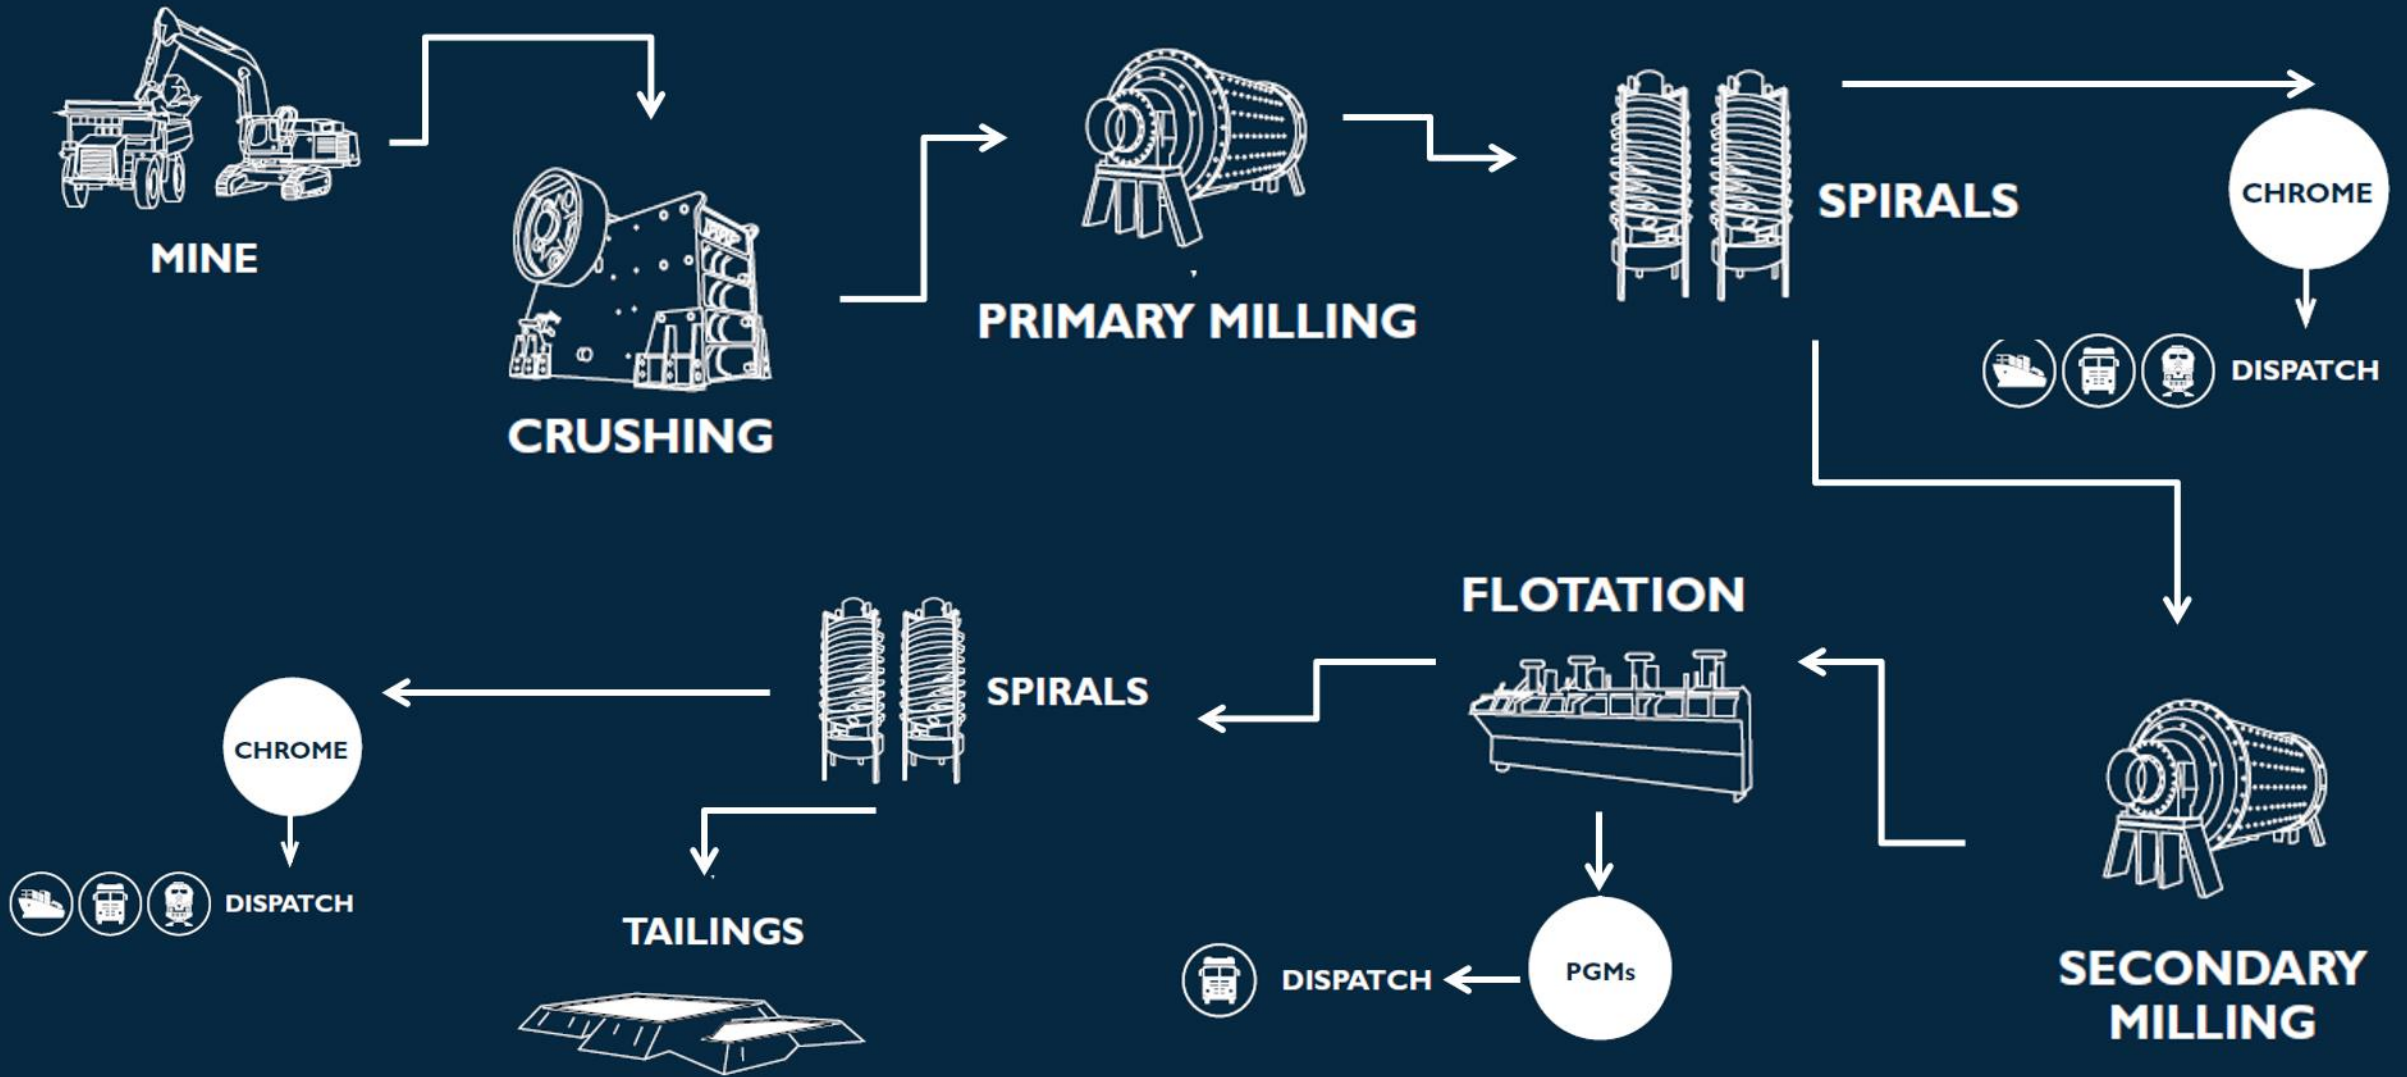 MINE
CRUSHING
PRIMARY MILLING
SPIRALS
CHROME
DISPATCH
SECONDARY
MILLING
FLOTATION
PGMs
DISPATCH
SPIRALS
CHROME
DISPATCH
TAILINGS